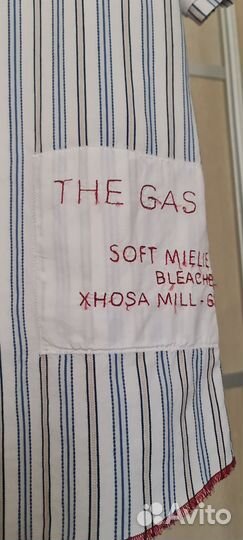 THE GAS
SOFT MIELIE
BLEACHE
XHOSA MILL - G
Avito